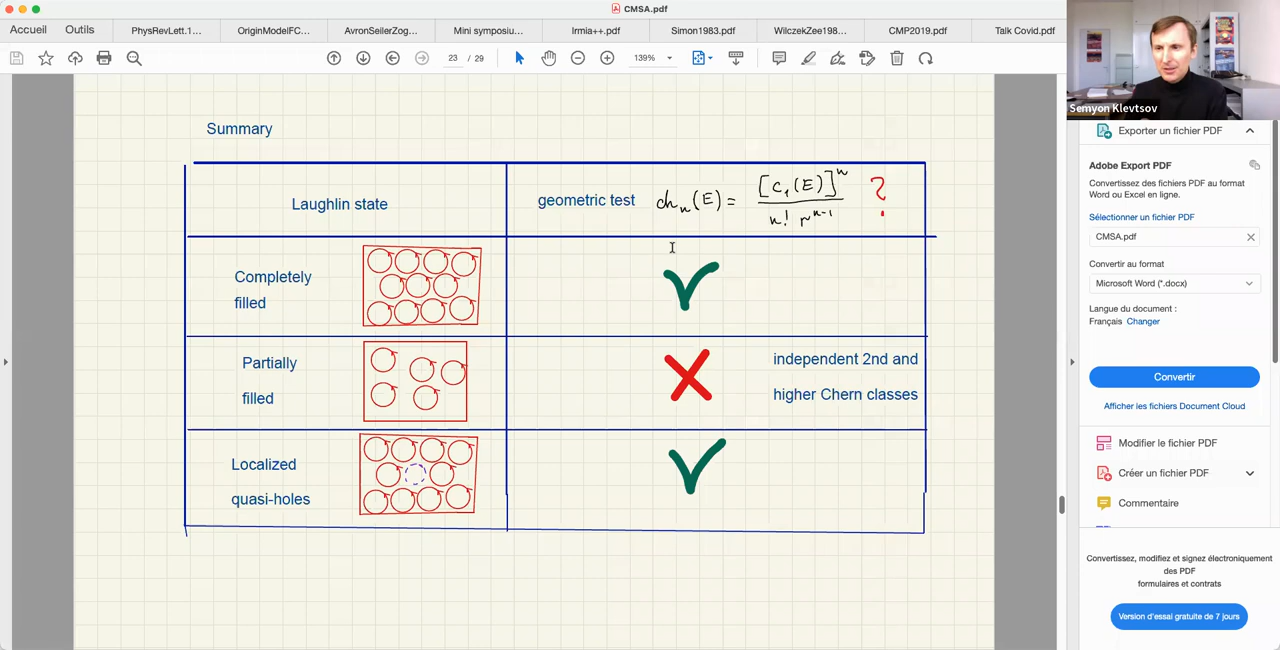 CMSA.pdf
Accueil Outils PhysRevLett.1... OriginModelFC... AvronSeilerZog... Mini symposiu... Irmia++.pdf Simon1983.pdf WilczekZee198... CMP2019.pdf Talk Covid.pdf
23 / 29 139%
Semyon Klevtsov
Summary
Laughlin state
geometric test ch_n(E) = [c_1(E)]^n / n! r^{n-1} ?
Completely
filled
Partially
filled
independent 2nd and
higher Chern classes
Localized
quasi-holes
Exporter un fichier PDF
Adobe Export PDF
Convertissez des fichiers PDF au format
Word ou Excel en ligne.
Sélectionner un fichier PDF
CMSA.pdf
Convertir au format
Microsoft Word (*.docx)
Langue du document :
Français Changer
Convertir
Afficher les fichiers Document Cloud
Modifier le fichier PDF
Créer un fichier PDF
Commentaire
Convertissez, modifiez et signez électroniquement
des PDF
formulaires et contrats
Version d'essai gratuite de 7 jours